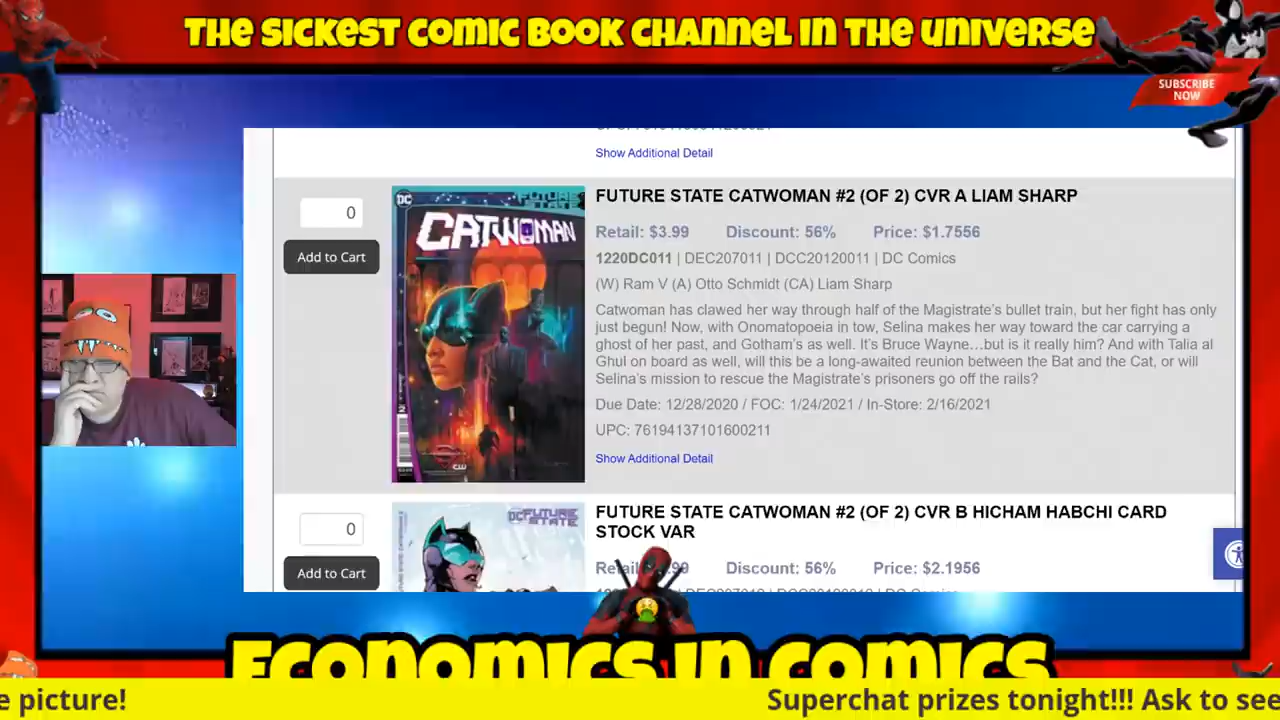 THE SICKEST COMIC BOOK CHANNEL IN THE UNIVERSE
SUBSCRIBE
NOW
Show Additional Detail
0
Add to Cart
DC
FUTURE
STATE
CATWOMAN
2
CW
FUTURE STATE CATWOMAN #2 (OF 2) CVR A LIAM SHARP
Retail: $3.99 Discount: 56% Price: $1.7556
1220DC011 | DEC207011 | DCC20120011 | DC Comics
(W) Ram V (A) Otto Schmidt (CA) Liam Sharp
Catwoman has clawed her way through half of the Magistrate's bullet train, but her fight has only
just begun! Now, with Onomatopoeia in tow, Selina makes her way toward the car carrying a
ghost of her past, and Gotham's as well. It's Bruce Wayne…but is it really him? And with Talia al
Ghul on board as well, will this be a long-awaited reunion between the Bat and the Cat, or will
Selina's mission to rescue the Magistrate's prisoners go off the rails?
Due Date: 12/28/2020 / FOC: 1/24/2021 / In-Store: 2/16/2021
UPC: 76194137101600211
Show Additional Detail
0
Add to Cart
DC FUTURE
STATE
FUTURE STATE CATWOMAN #2 (OF 2) CVR B HICHAM HABCHI CARD
STOCK VAR
Discount: 56% Price: $2.1956
ECONOMICS IN COMICS
e picture! Superchat prizes tonight!!! Ask to see